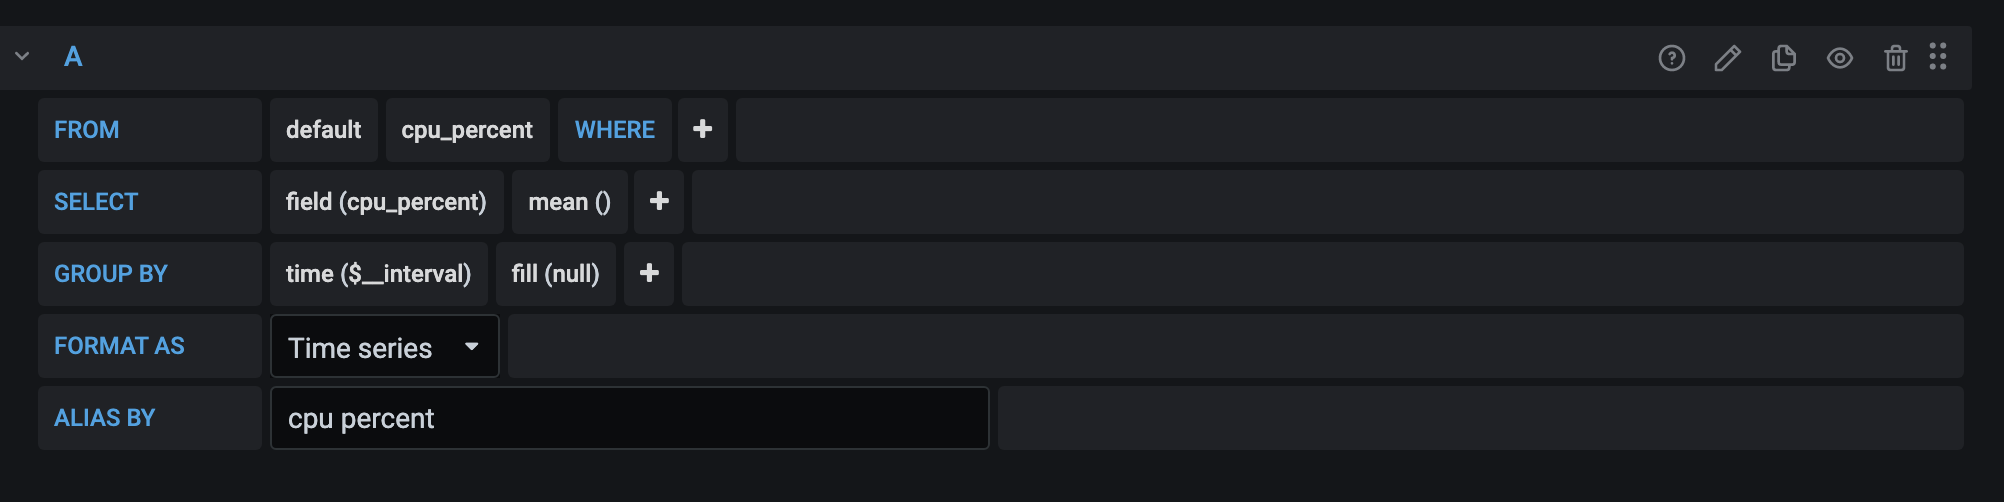 A
FROM default cpu_percent WHERE +
SELECT field (cpu_percent) mean () +
GROUP BY time ($__interval) fill (null) +
FORMAT AS Time series
ALIAS BY cpu percent